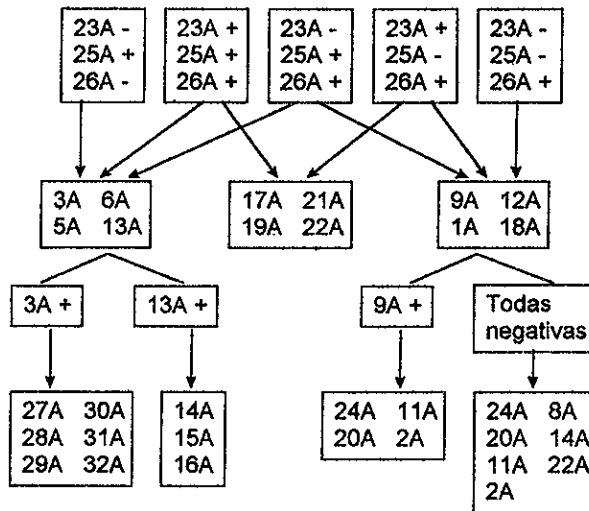 23A -
25A +
26A -
23A +
25A +
26A +
23A -
25A +
26A +
23A +
25A -
26A +
23A -
25A -
26A +
3A 6A
5A 13A
17A 21A
19A 22A
9A 12A
1A 18A
3A +
13A +
9A +
Todas
negativas
27A 30A
28A 31A
29A 32A
14A
15A
16A
24A 11A
20A 2A
24A 8A
20A 14A
11A 22A
2A